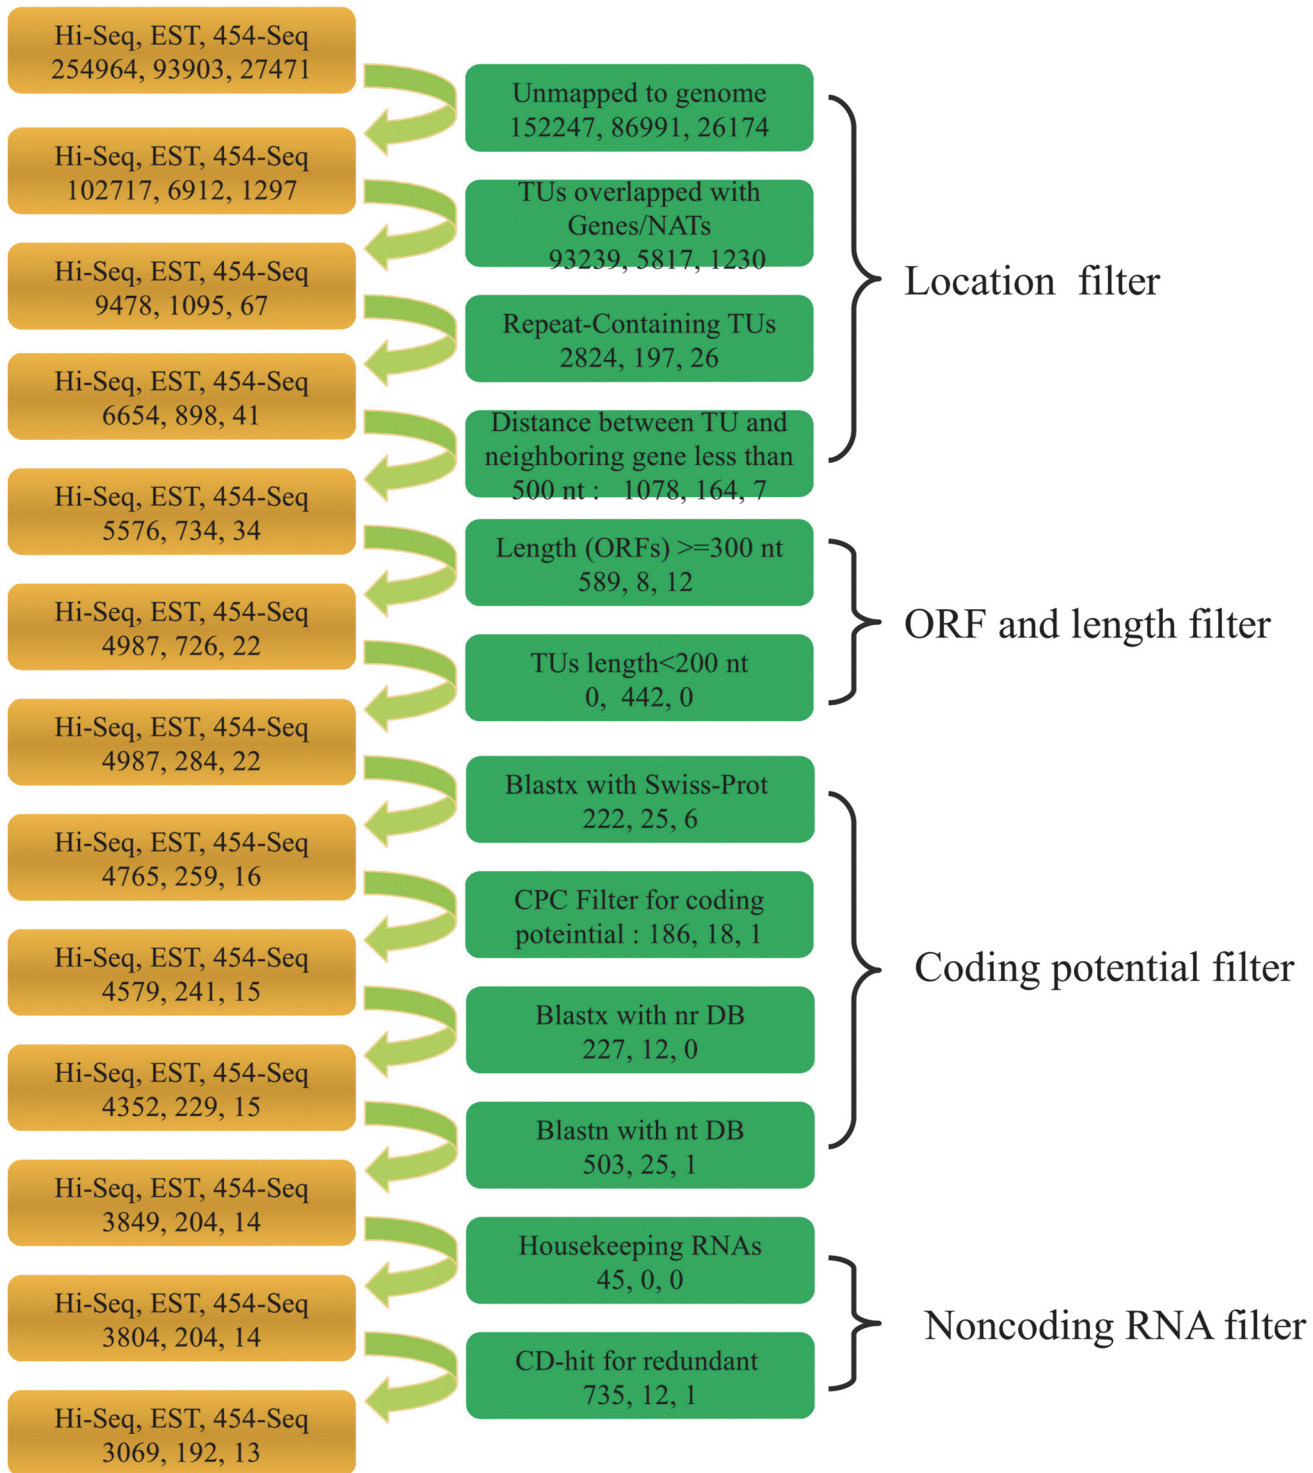 Hi-Seq, EST, 454-Seq
254964, 93903, 27471
Unmapped to genome
152247, 86991, 26174
Hi-Seq, EST, 454-Seq
102717, 6912, 1297
TUs overlapped with
Genes/NATs
93239, 5817, 1230
Hi-Seq, EST, 454-Seq
9478, 1095, 67
Location filter
Repeat-Containing TUs
2824, 197, 26
Hi-Seq, EST, 454-Seq
6654, 898, 41
Distance between TU and
neighboring gene less than
500 nt : 1078, 164, 7
Hi-Seq, EST, 454-Seq
5576, 734, 34
Length (ORFs) >=300 nt
589, 8, 12
Hi-Seq, EST, 454-Seq
4987, 726, 22
ORF and length filter
TUs length<200 nt
0, 442, 0
Hi-Seq, EST, 454-Seq
4987, 284, 22
Blastx with Swiss-Prot
222, 25, 6
Hi-Seq, EST, 454-Seq
4765, 259, 16
CPC Filter for coding
poteintial : 186, 18, 1
Hi-Seq, EST, 454-Seq
4579, 241, 15
Coding potential filter
Blastx with nr DB
227, 12, 0
Hi-Seq, EST, 454-Seq
4352, 229, 15
Blastn with nt DB
503, 25, 1
Hi-Seq, EST, 454-Seq
3849, 204, 14
Housekeeping RNAs
45, 0, 0
Hi-Seq, EST, 454-Seq
3804, 204, 14
Noncoding RNA filter
CD-hit for redundant
735, 12, 1
Hi-Seq, EST, 454-Seq
3069, 192, 13